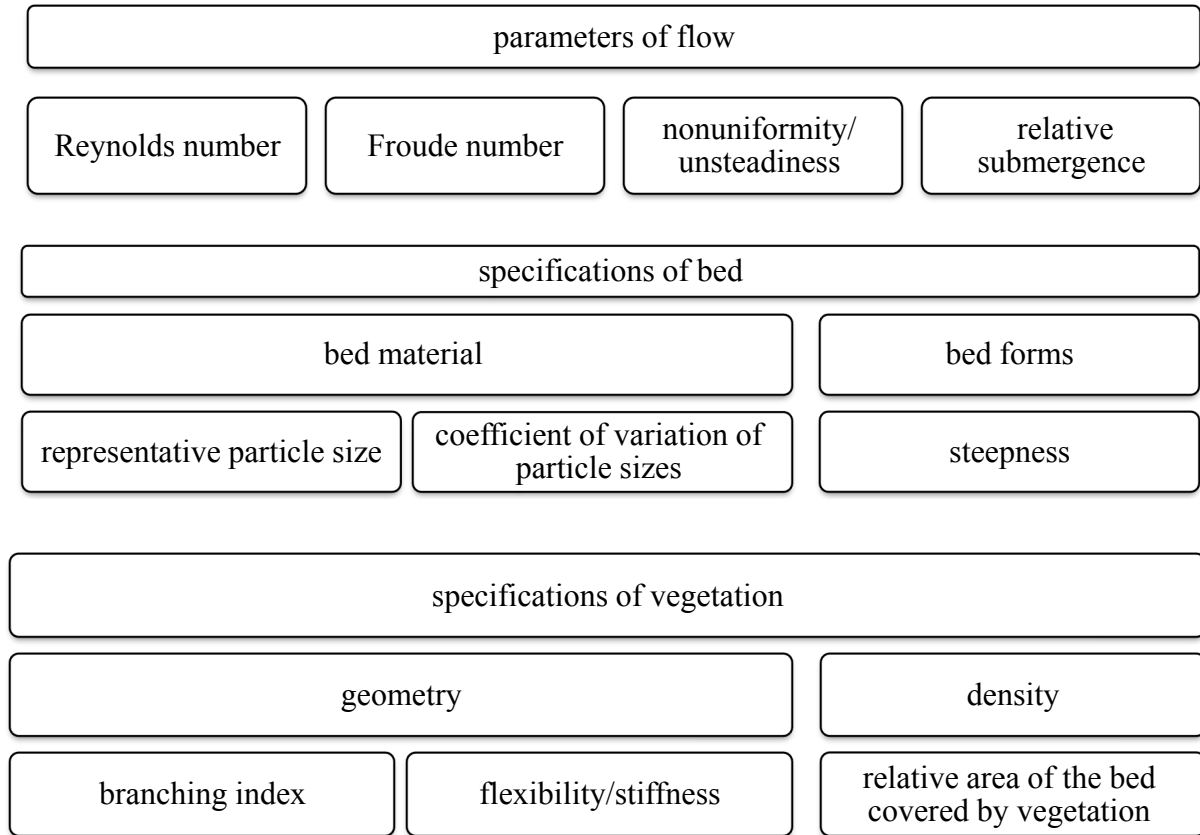 parameters of flow
Reynolds number
Froude number
nonuniformity/
unsteadiness
relative
submergence
specifications of bed
bed material
bed forms
representative particle size
coefficient of variation of
particle sizes
steepness
specifications of vegetation
geometry
density
branching index
flexibility/stiffness
relative area of the bed
covered by vegetation